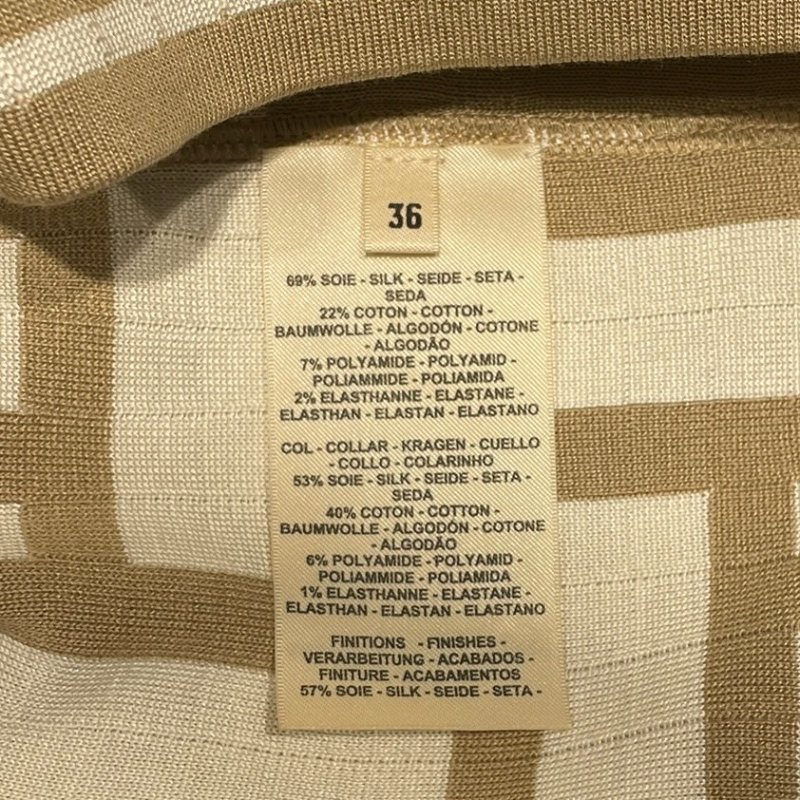 36
69% SOIE - SILK - SEIDE - SETA -
SEDA
22% COTON - COTTON -
BAUMWOLLE - ALGODÓN - COTONE
- ALGODÃO
7% POLYAMIDE - POLYAMID -
POLIAMMIDE - POLIAMIDA
2% ELASTHANNE - ELASTANE -
ELASTHAN - ELASTAN - ELASTANO
COL - COLLAR - KRAGEN - CUELLO
- COLLO - COLARINHO
53% SOIE - SILK - SEIDE - SETA -
SEDA
40% COTON - COTTON -
BAUMWOLLE - ALGODÓN - COTONE
- ALGODÃO
6% POLYAMIDE - POLYAMID -
POLIAMMIDE - POLIAMIDA
1% ELASTHANNE - ELASTANE -
ELASTHAN - ELASTAN - ELASTANO
FINITIONS - FINISHES -
VERARBEITUNG - ACABADOS -
FINITURE - ACABAMENTOS
57% SOIE - SILK - SEIDE - SETA -